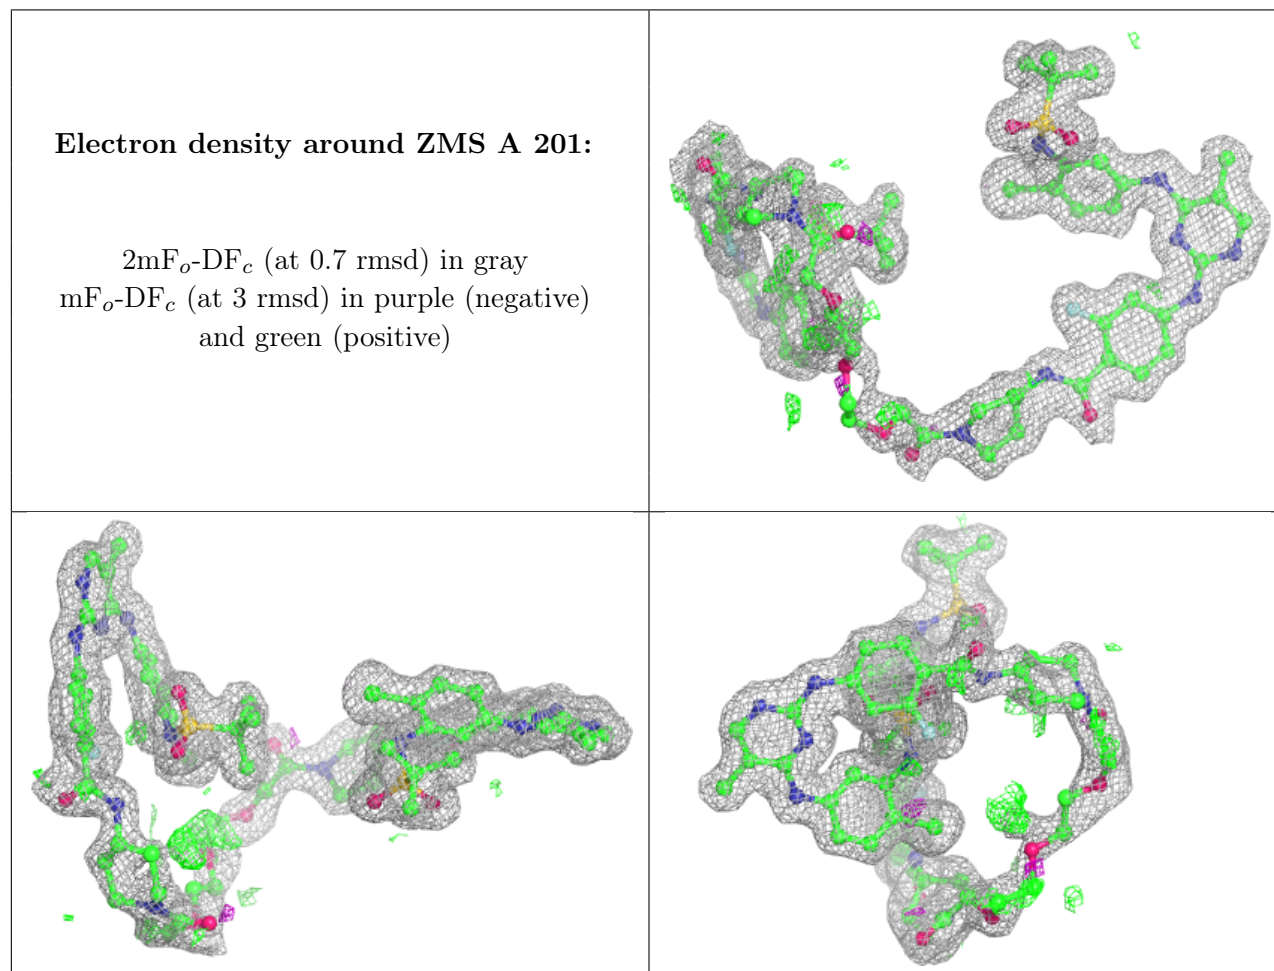 Electron density around ZMS A 201:
2mFo-DFc (at 0.7 rmsd) in gray
mFo-DFc (at 3 rmsd) in purple (negative)
and green (positive)